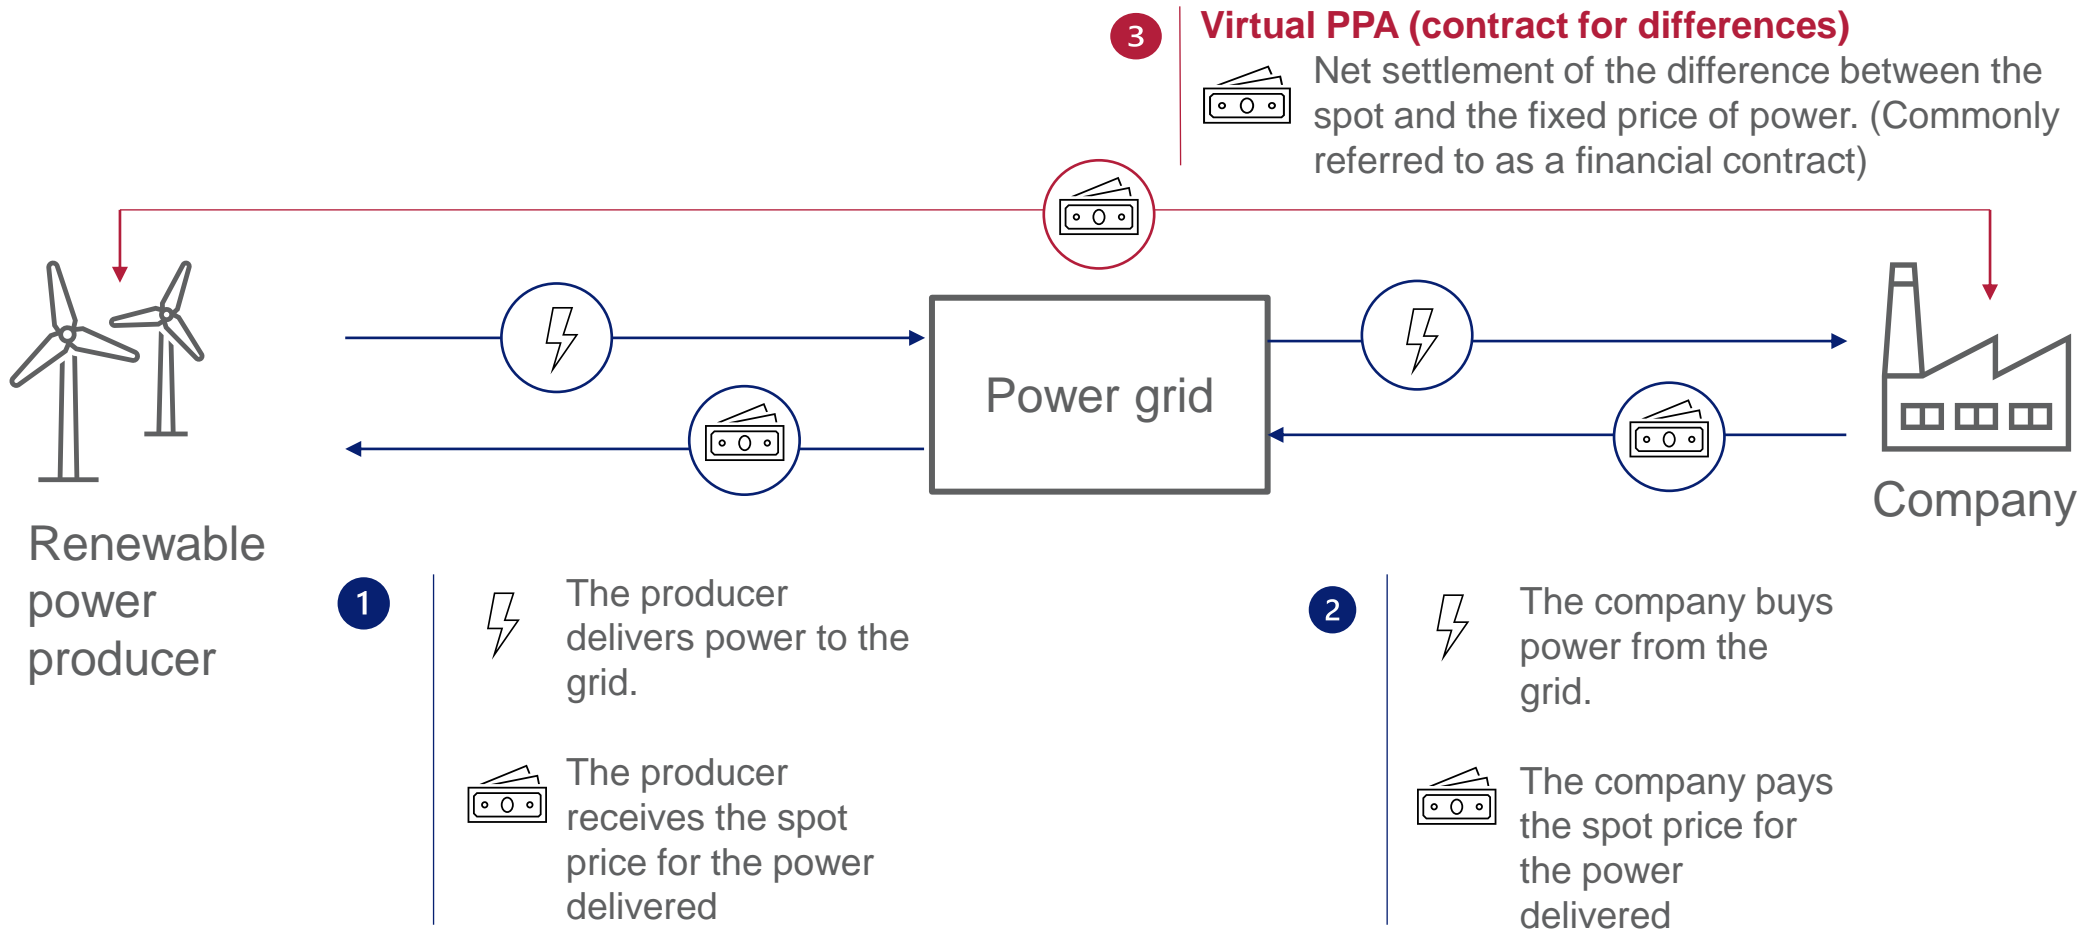 3
Virtual PPA (contract for differences)
Net settlement of the difference between the
spot and the fixed price of power. (Commonly
referred to as a financial contract)
Power grid
Company
Renewable
power
producer
1
The producer
delivers power to the
grid.
The producer
receives the spot
price for the power
delivered
2
The company buys
power from the
grid.
The company pays
the spot price for
the power
delivered